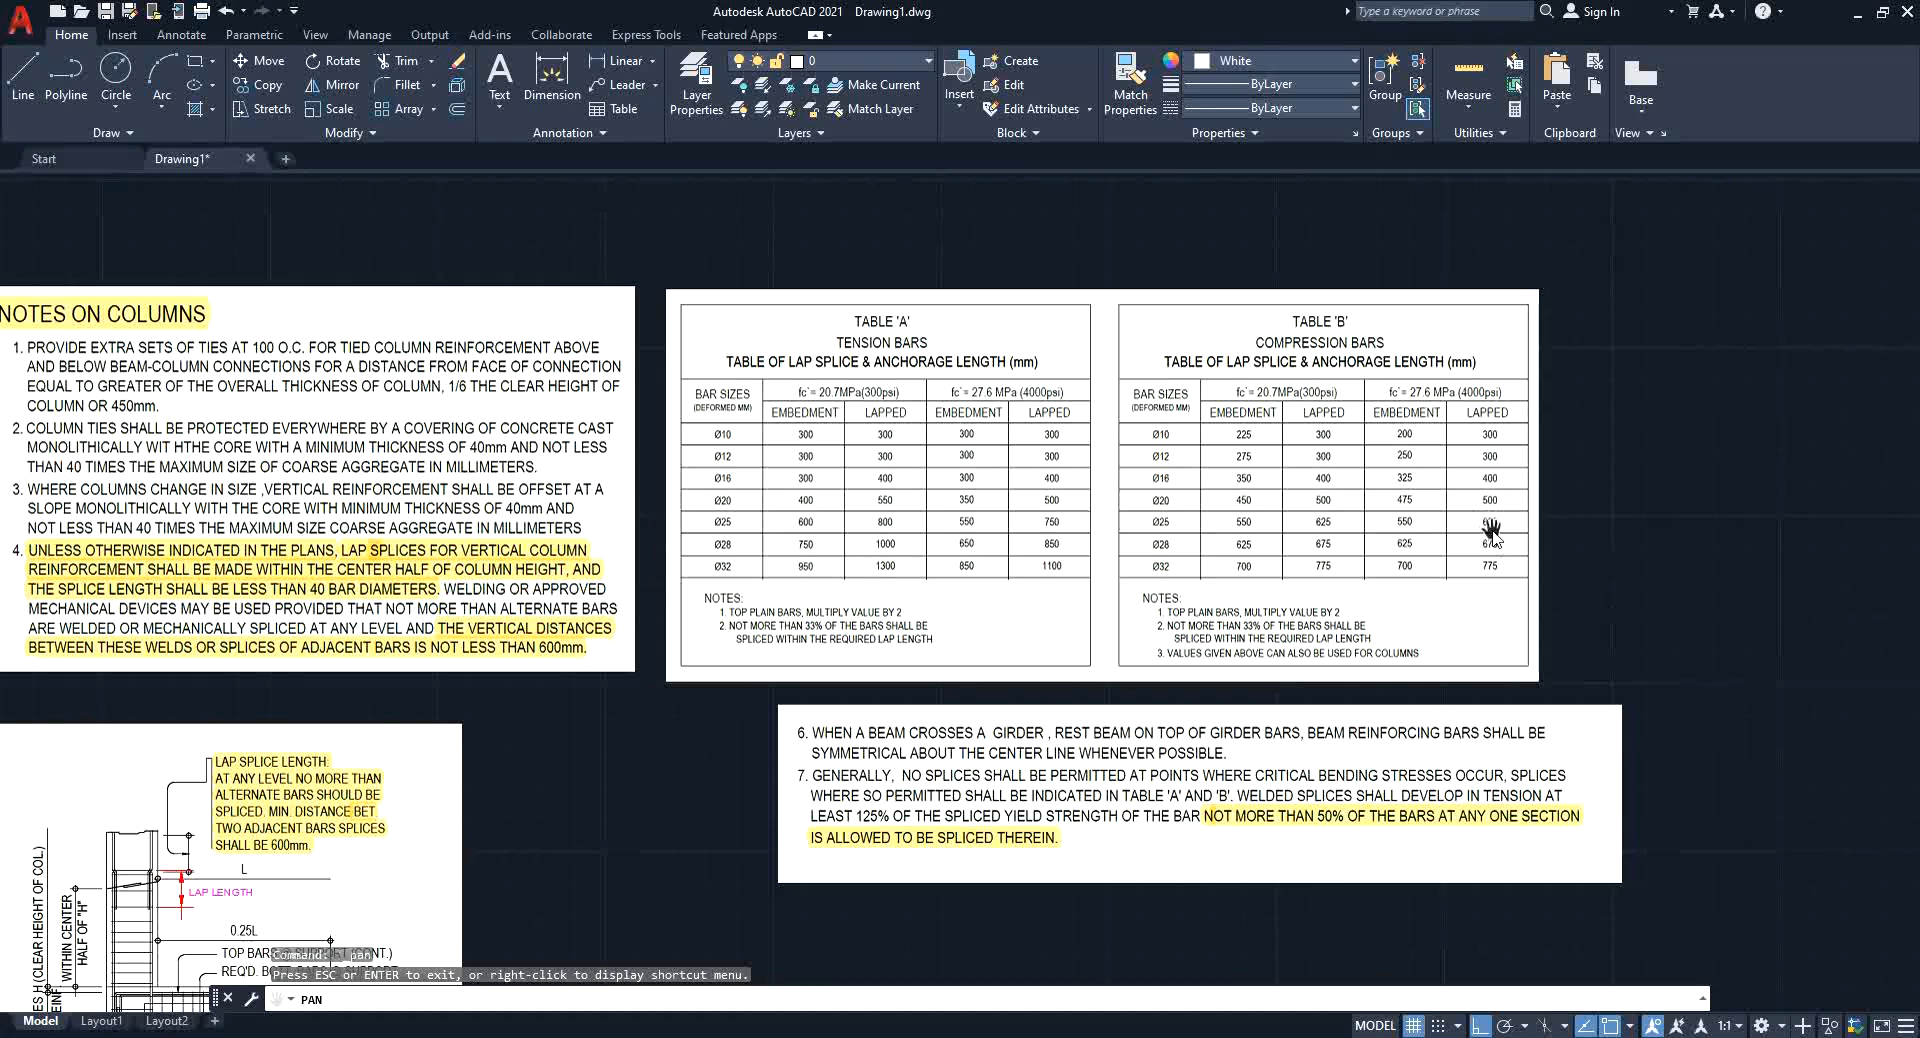 Autodesk AutoCAD 2021 Drawing1.dwg
Type a keyword or phrase
Sign In
Home Insert Annotate Parametric View Manage Output Add-ins Collaborate Express Tools Featured Apps
Line Polyline Circle Arc
Move Rotate Trim
Copy Mirror Fillet
Stretch Scale Array
Text Dimension
Linear
Leader
Table
Layer Properties
0
Make Current
Match Layer
Insert
Create
Edit
Edit Attributes
Match Properties
White
ByLayer
ByLayer
Group
Measure
Paste
Base
Draw Modify Annotation Layers Block Properties Groups Utilities Clipboard View
Start Drawing1*
NOTES ON COLUMNS
1. PROVIDE EXTRA SETS OF TIES AT 100 O.C. FOR TIED COLUMN REINFORCEMENT ABOVE
AND BELOW BEAM-COLUMN CONNECTIONS FOR A DISTANCE FROM FACE OF CONNECTION
EQUAL TO GREATER OF THE OVERALL THICKNESS OF COLUMN, 1/6 THE CLEAR HEIGHT OF
COLUMN OR 450mm.
2. COLUMN TIES SHALL BE PROTECTED EVERYWHERE BY A COVERING OF CONCRETE CAST
MONOLITHICALLY WIT HTHE CORE WITH A MINIMUM THICKNESS OF 40mm AND NOT LESS
THAN 40 TIMES THE MAXIMUM SIZE OF COARSE AGGREGATE IN MILLIMETERS.
3. WHERE COLUMNS CHANGE IN SIZE ,VERTICAL REINFORCEMENT SHALL BE OFFSET AT A
SLOPE MONOLITHICALLY WITH THE CORE WITH MINIMUM THICKNESS OF 40mm AND
NOT LESS THAN 40 TIMES THE MAXIMUM SIZE COARSE AGGREGATE IN MILLIMETERS
4. UNLESS OTHERWISE INDICATED IN THE PLANS, LAP SPLICES FOR VERTICAL COLUMN
REINFORCEMENT SHALL BE MADE WITHIN THE CENTER HALF OF COLUMN HEIGHT, AND
THE SPLICE LENGTH SHALL BE LESS THAN 40 BAR DIAMETERS. WELDING OR APPROVED
MECHANICAL DEVICES MAY BE USED PROVIDED THAT NOT MORE THAN ALTERNATE BARS
ARE WELDED OR MECHANICALLY SPLICED AT ANY LEVEL AND THE VERTICAL DISTANCES
BETWEEN THESE WELDS OR SPLICES OF ADJACENT BARS IS NOT LESS THAN 600mm.
TABLE 'A'
TENSION BARS
TABLE OF LAP SPLICE & ANCHORAGE LENGTH (mm)
BAR SIZES (DEFORMED MM) fc`= 20.7MPa(300psi) fc`= 27.6 MPa (4000psi)
EMBEDMENT LAPPED EMBEDMENT LAPPED
Ø10 300 300 300 300
Ø12 300 300 300 300
Ø16 300 400 300 400
Ø20 400 550 350 500
Ø25 600 800 550 750
Ø28 750 1000 650 850
Ø32 950 1300 850 1100
NOTES:
1. TOP PLAIN BARS, MULTIPLY VALUE BY 2
2. NOT MORE THAN 33% OF THE BARS SHALL BE
SPLICED WITHIN THE REQUIRED LAP LENGTH
TABLE 'B'
COMPRESSION BARS
TABLE OF LAP SPLICE & ANCHORAGE LENGTH (mm)
BAR SIZES (DEFORMED MM) fc`= 20.7MPa(300psi) fc`= 27.6 MPa (4000psi)
EMBEDMENT LAPPED EMBEDMENT LAPPED
Ø10 225 300 200 300
Ø12 275 300 250 300
Ø16 350 400 325 400
Ø20 450 500 475 500
Ø25 550 625 550
Ø28 625 675 625
Ø32 700 775 700 775
NOTES:
1. TOP PLAIN BARS, MULTIPLY VALUE BY 2
2. NOT MORE THAN 33% OF THE BARS SHALL BE
SPLICED WITHIN THE REQUIRED LAP LENGTH
3. VALUES GIVEN ABOVE CAN ALSO BE USED FOR COLUMNS
6. WHEN A BEAM CROSSES A GIRDER , REST BEAM ON TOP OF GIRDER BARS, BEAM REINFORCING BARS SHALL BE
SYMMETRICAL ABOUT THE CENTER LINE WHENEVER POSSIBLE.
7. GENERALLY, NO SPLICES SHALL BE PERMITTED AT POINTS WHERE CRITICAL BENDING STRESSES OCCUR, SPLICES
WHERE SO PERMITTED SHALL BE INDICATED IN TABLE 'A' AND 'B'. WELDED SPLICES SHALL DEVELOP IN TENSION AT
LEAST 125% OF THE SPLICED YIELD STRENGTH OF THE BAR NOT MORE THAN 50% OF THE BARS AT ANY ONE SECTION
IS ALLOWED TO BE SPLICED THEREIN.
LAP SPLICE LENGTH:
AT ANY LEVEL NO MORE THAN
ALTERNATE BARS SHOULD BE
SPLICED. MIN. DISTANCE BET.
TWO ADJACENT BARS SPLICES
SHALL BE 600mm.
L
LAP LENGTH
0.25L
TOP BARS @ SUPPORT (CONT.)
REQ'D.
H (CLEAR HEIGHT OF COL.)
WITHIN CENTER
HALF OF "H"
Command: pan
Press ESC or ENTER to exit, or right-click to display shortcut menu.
PAN
Model Layout1 Layout2
MODEL 1:1